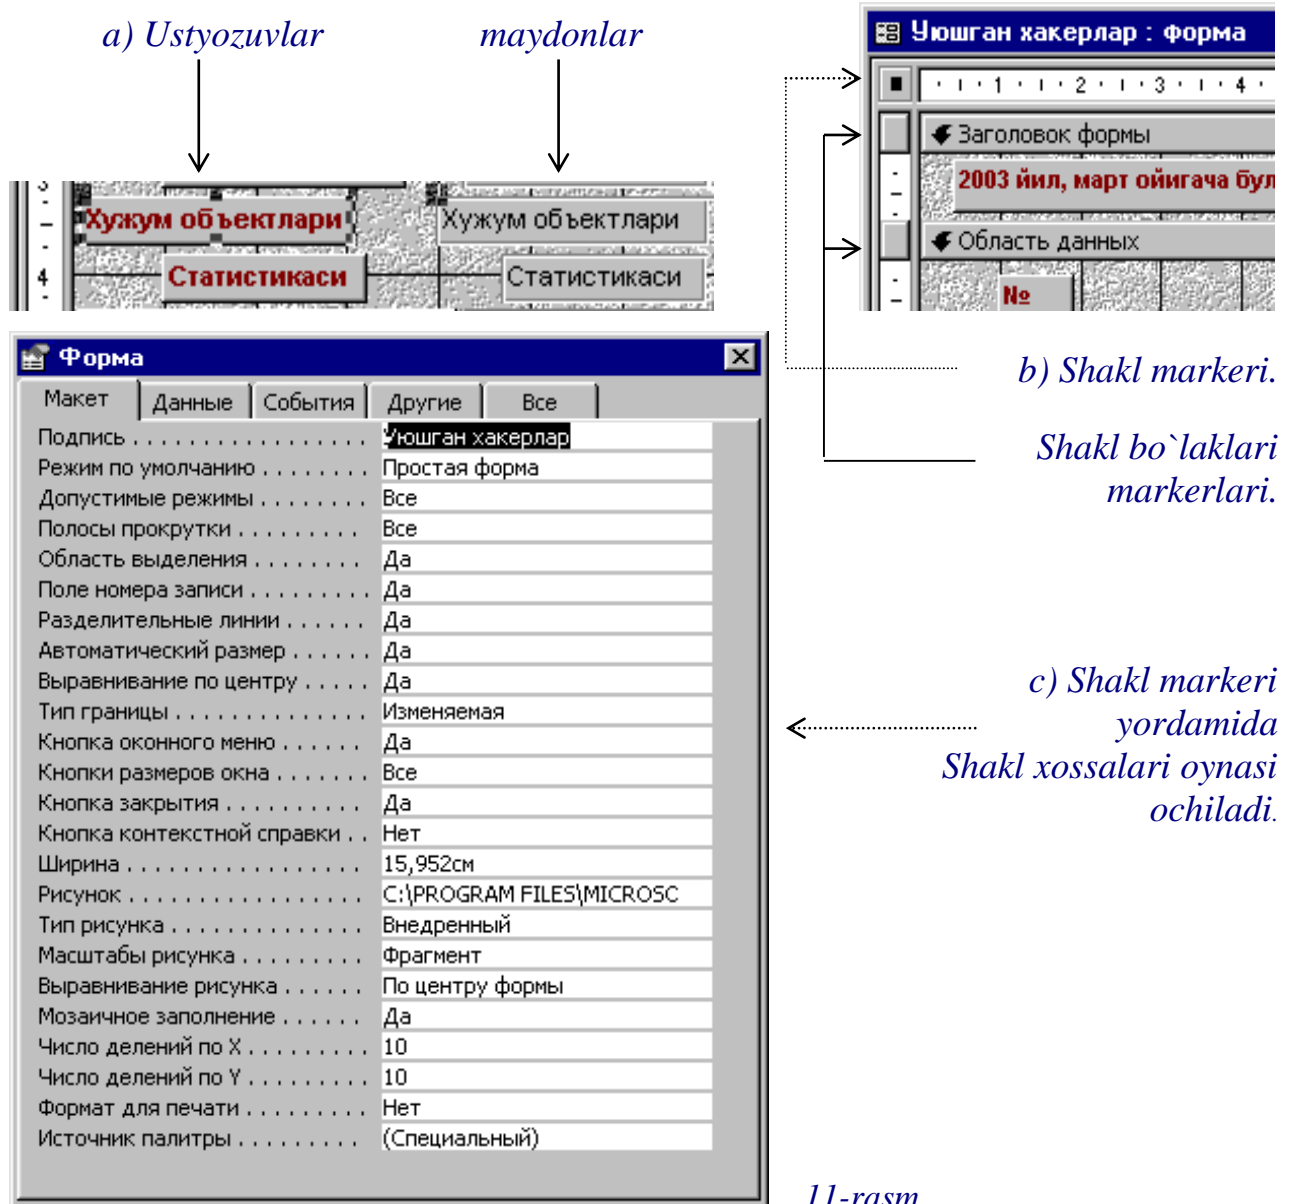 a) Ustyozuvlar maydonlar
Уюшган хакерлар : форма
1 2 3 4
Заголовок формы
2003 йил, март ойигача бул
Область данных
№
3
Хужум объектлари Хужум объектлари
4 Статистикаси Статистикаси
b) Shakl markeri.
Shakl bo`laklari
markerlari.
Форма
Макет Данные События Другие Все
Подпись . . . . . . . . . . . . . . . . . Уюшган хакерлар
Режим по умолчанию . . . . . . . . Простая форма
Допустимые режимы . . . . . . . . Все
Полосы прокрутки . . . . . . . . . Все
Область выделения . . . . . . . . Да
Поле номера записи . . . . . . . . . Да
Разделительные линии . . . . . . Да
Автоматический размер . . . . . . Да
Выравнивание по центру . . . . . Да
Тип границы . . . . . . . . . . . . . . Изменяемая
Кнопка оконного меню . . . . . . Да
Кнопки размеров окна . . . . . . . Все
Кнопка закрытия . . . . . . . . . . Да
Кнопка контекстной справки . . Нет
Ширина . . . . . . . . . . . . . . . . . 15,952см
Рисунок . . . . . . . . . . . . . . . . . C:\PROGRAM FILES\MICROSC
Тип рисунка . . . . . . . . . . . . . . Внедренный
Масштабы рисунка . . . . . . . . . Фрагмент
Выравнивание рисунка . . . . . . По центру формы
Мозаичное заполнение . . . . . . Да
Число делений по X . . . . . . . . . 10
Число делений по Y . . . . . . . . . 10
Формат для печати . . . . . . . . . Нет
Источник палитры . . . . . . . . . (Специальный)
c) Shakl markeri
yordamida
Shakl xossalari oynasi
ochiladi.
11-rasm